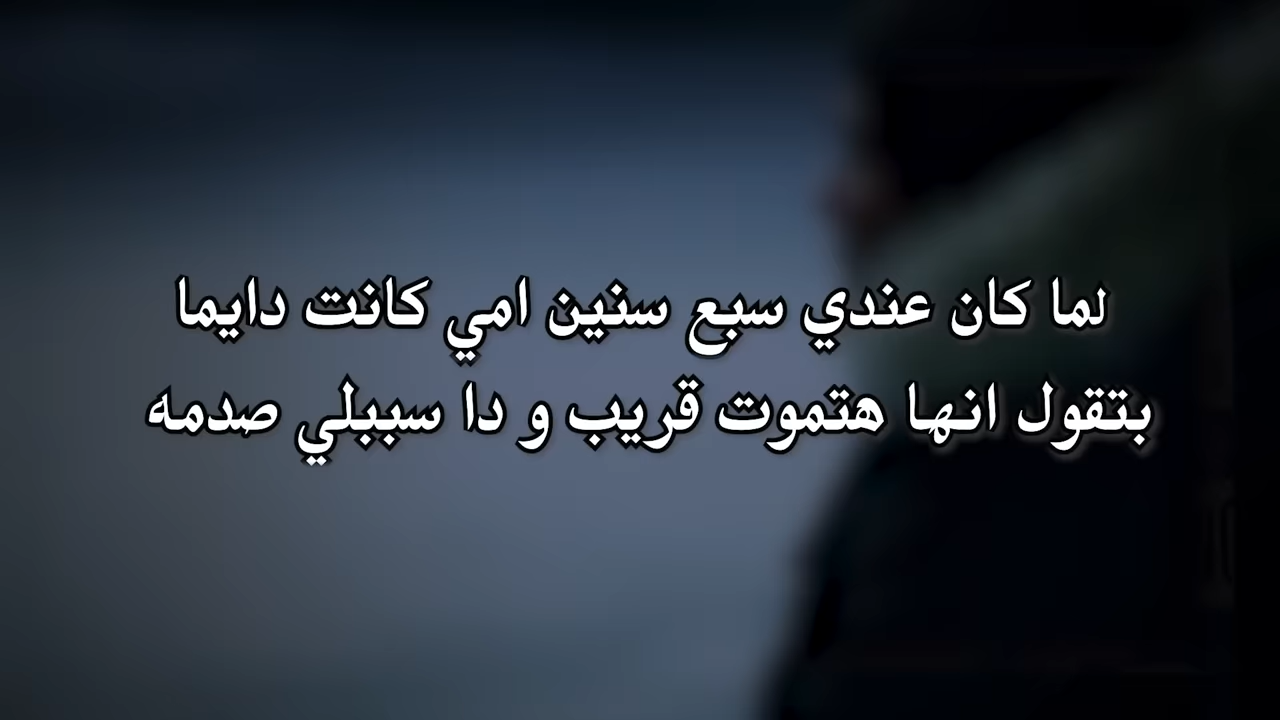 لما كان عندي سبع سنين امي كانت دايما
بتقول انها هتموت قريب و دا سببلي صدمه